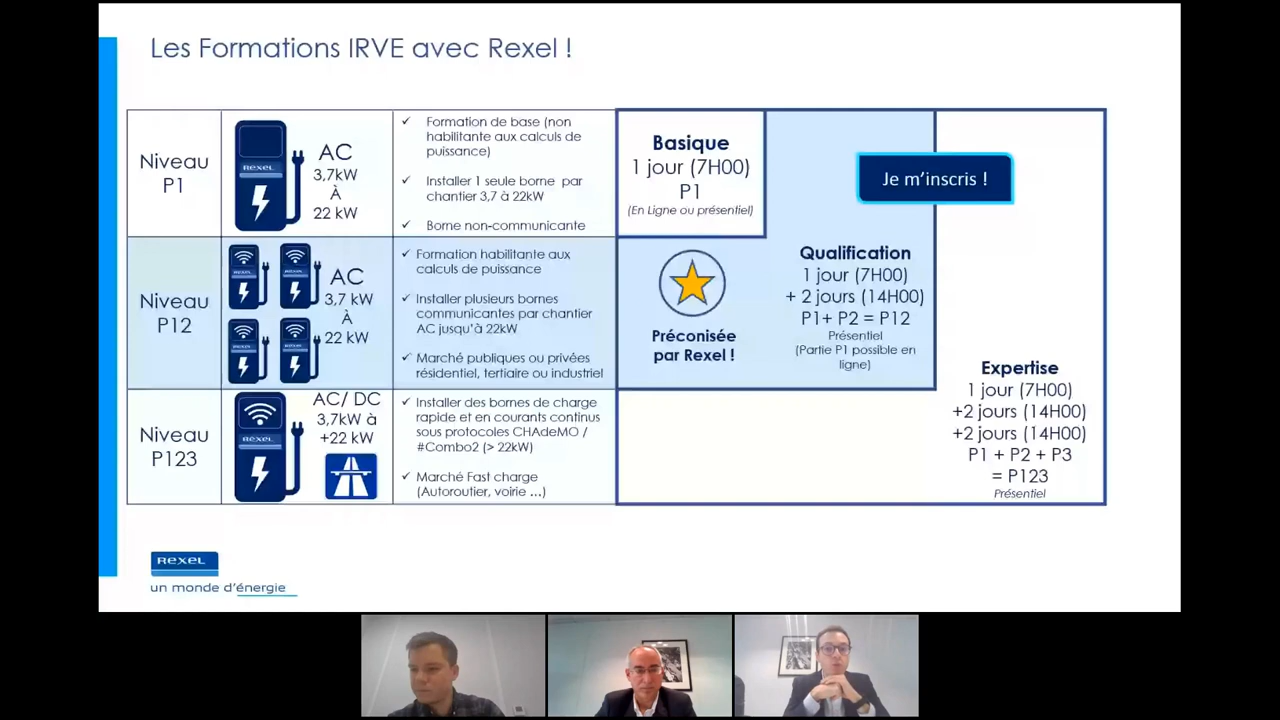 Les Formations IRVE avec Rexel !
Niveau
P1
REXEL
AC
3,7kW
À
22 kW
✓ Formation de base (non
habilitante aux calculs de
puissance)
✓ Installer 1 seule borne par
chantier 3,7 à 22kW
✓ Borne non-communicante
Basique
1 jour (7H00)
P1
(En Ligne ou présentiel)
Je m'inscris !
Niveau
P12
REXEL
REXEL
REXEL
REXEL
AC
3,7 kW
À
22 kW
✓ Formation habilitante aux
calculs de puissance
✓ Installer plusieurs bornes
communicantes par chantier
AC jusqu'à 22kW
✓ Marché publiques ou privées
résidentiel, tertiaire ou industriel
Préconisée
par Rexel !
Qualification
1 jour (7H00)
+ 2 jours (14H00)
P1+ P2 = P12
Présentiel
(Partie P1 possible en
ligne)
Niveau
P123
REXEL
AC/ DC
3,7kW à
+22 kW
✓ Installer des bornes de charge
rapide et en courants continus
sous protocoles CHAdeMO /
#Combo2 (> 22kW)
✓ Marché Fast charge
(Autoroutier, voirie ...)
Expertise
1 jour (7H00)
+2 jours (14H00)
+2 jours (14H00)
P1 + P2 + P3
= P123
Présentiel
REXEL
un monde d'énergie